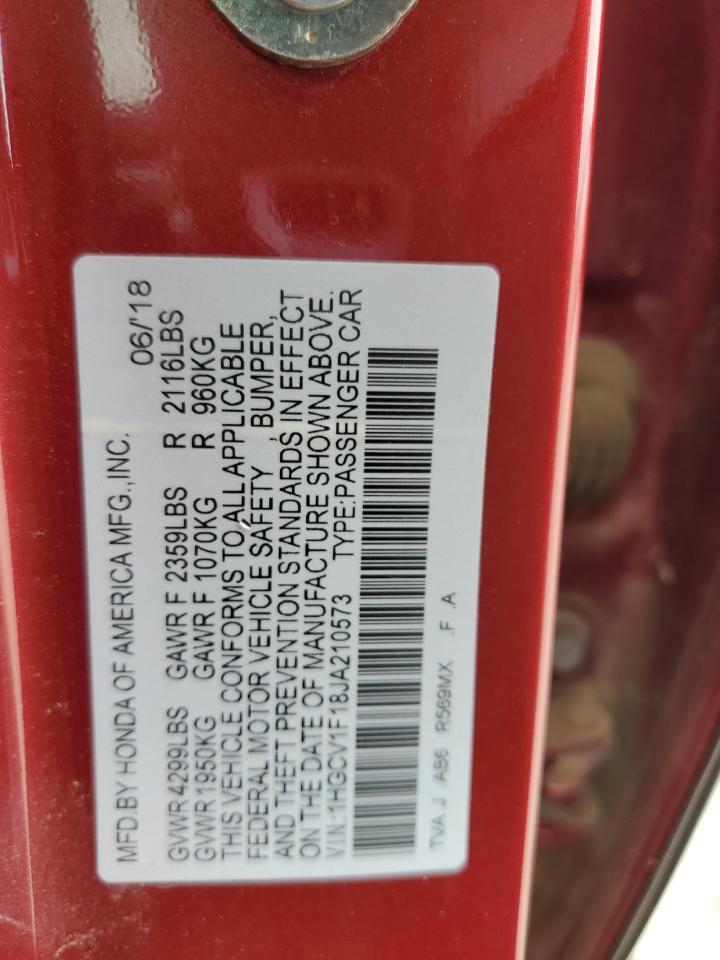 MFD.BY HONDA OF AMERICA MFG.,INC. 06/'18
GVWR 4299LBS GAWR F 2359LBS R 2116LBS
GVWR 1950KG GAWR F 1070KG R 960KG
THIS VEHICLE CONFORMS TO ALL APPLICABLE
FEDERAL MOTOR VEHICLE SAFETY , BUMPER,
AND THEFT PREVENTION STANDARDS IN EFFECT
ON THE DATE OF MANUFACTURE SHOWN ABOVE.
V.I.N.:1HGCV1F18JA210573 TYPE:PASSENGER CAR
TVA J AB6 R569MX .F .A